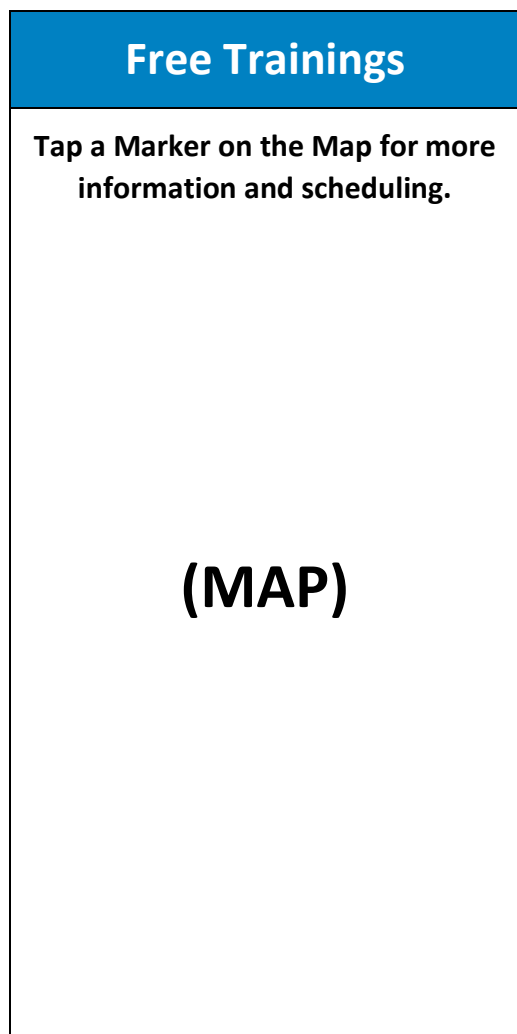 Free Trainings
Tap a Marker on the Map for more
information and scheduling.
(MAP)